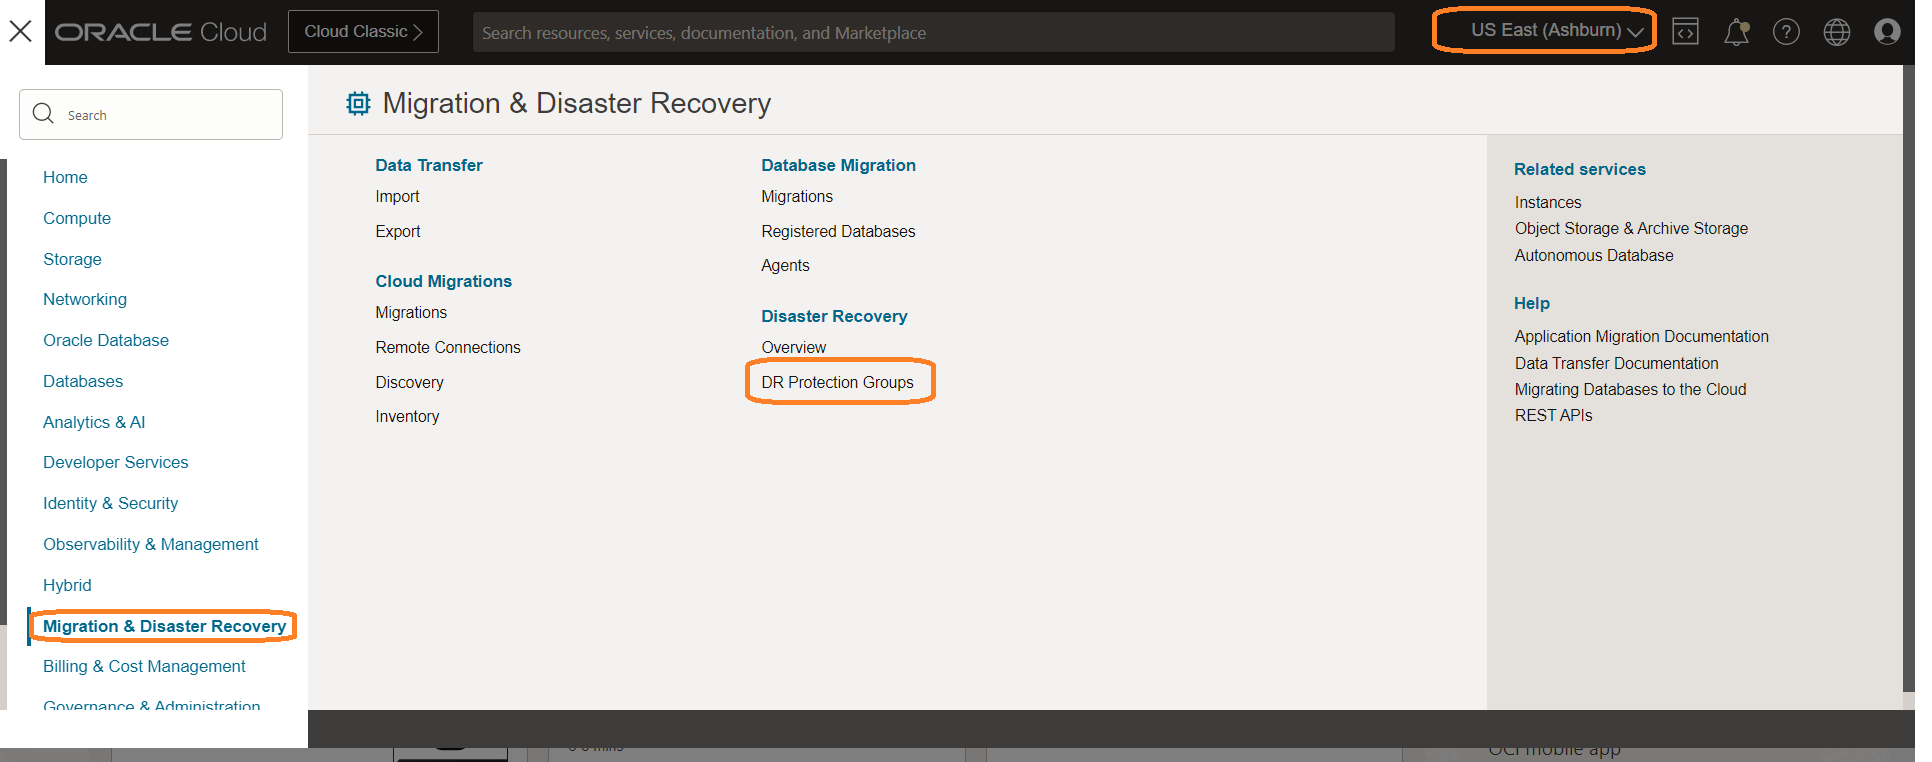 ORACLE Cloud
Cloud Classic
Search resources, services, documentation, and Marketplace
US East (Ashburn)
Search
Home
Compute
Storage
Networking
Oracle Database
Databases
Analytics & AI
Developer Services
Identity & Security
Observability & Management
Hybrid
Migration & Disaster Recovery
Billing & Cost Management
Governance & Administration
Migration & Disaster Recovery
Data Transfer
Import
Export
Cloud Migrations
Migrations
Remote Connections
Discovery
Inventory
Database Migration
Migrations
Registered Databases
Agents
Disaster Recovery
Overview
DR Protection Groups
Related services
Instances
Object Storage & Archive Storage
Autonomous Database
Help
Application Migration Documentation
Data Transfer Documentation
Migrating Databases to the Cloud
REST APIs
mins
OCI mobile app